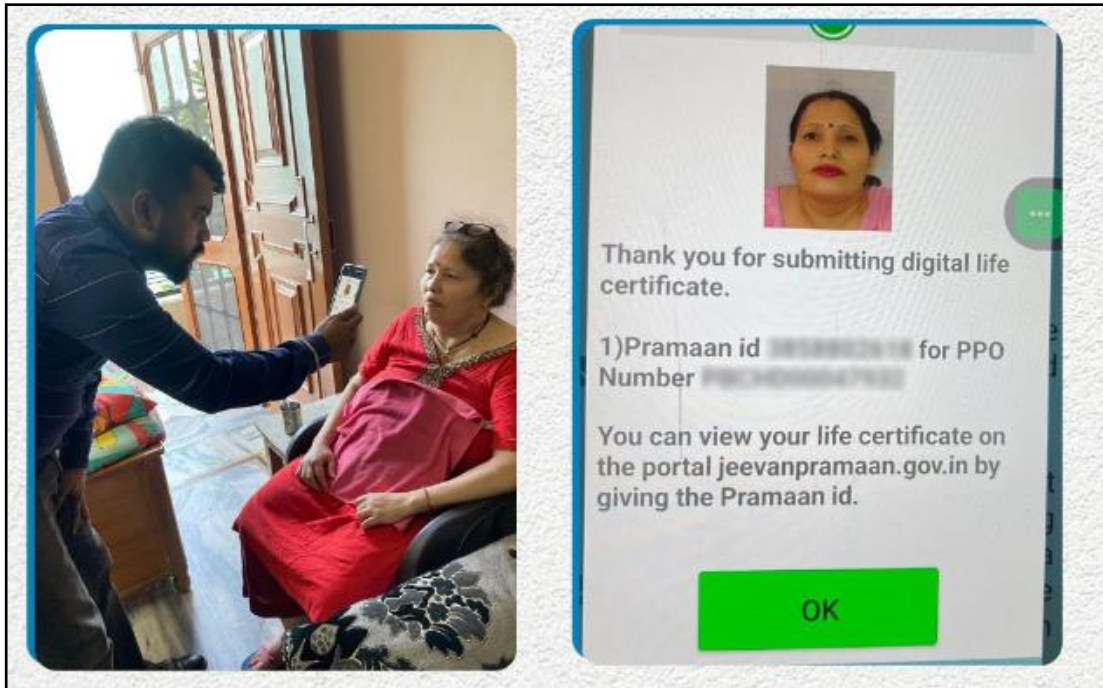 Thank you for submitting digital life
certificate.
1)Pramaan id for PPO
Number
You can view your life certificate on
the portal jeevanpramaan.gov.in by
giving the Pramaan id.
OK